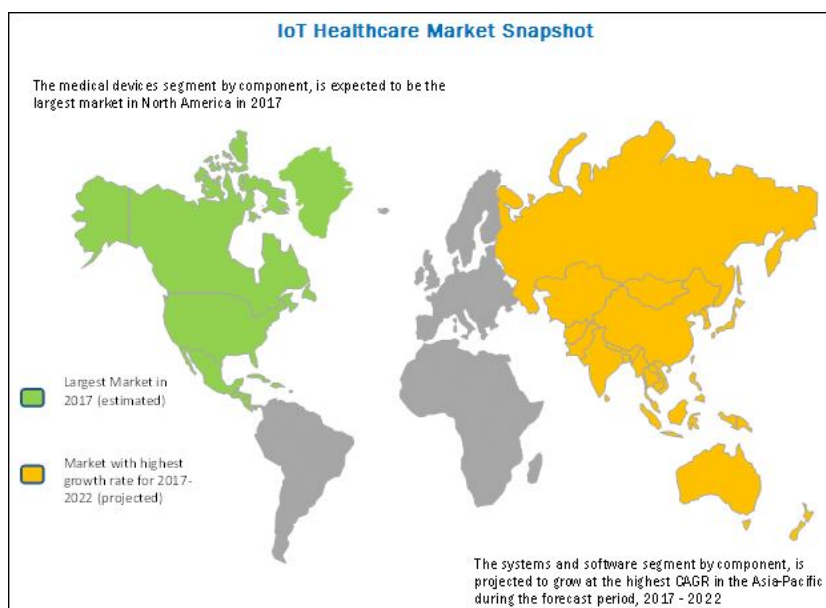 IoT Healthcare Market Snapshot
The medical devices segment by component, is expected to be the
largest market in North America in 2017
Largest Market in
2017 (estimated)
Market with highest
growth rate for 2017-
2022 (projected)
The systems and software segment by component, is
projected to grow at the highest CAGR in the Asia-Pacific
during the forecast period, 2017 - 2022